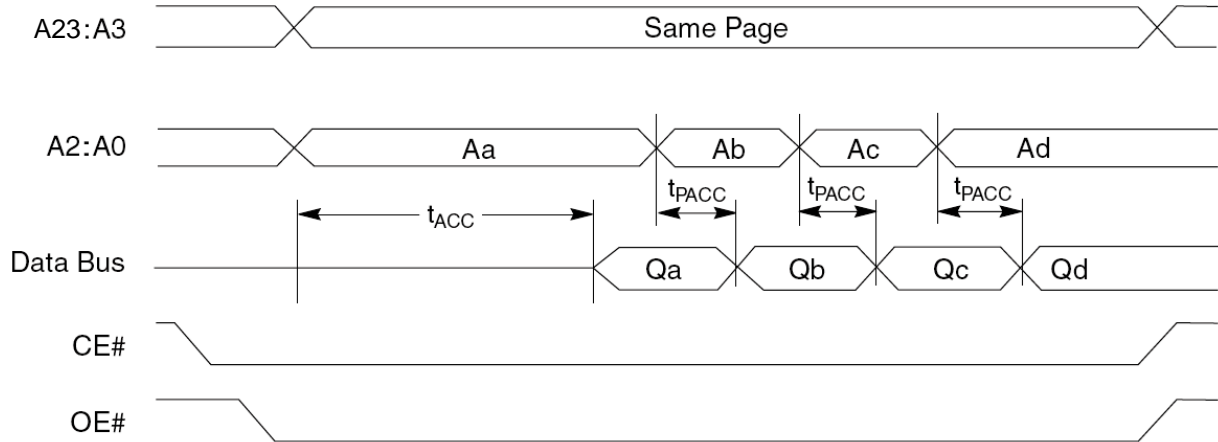 A23:A3 Same Page
A2:A0 Aa Ab Ac Ad
tACC tPACC tPACC tPACC
Data Bus Qa Qb Qc Qd
CE#
OE#